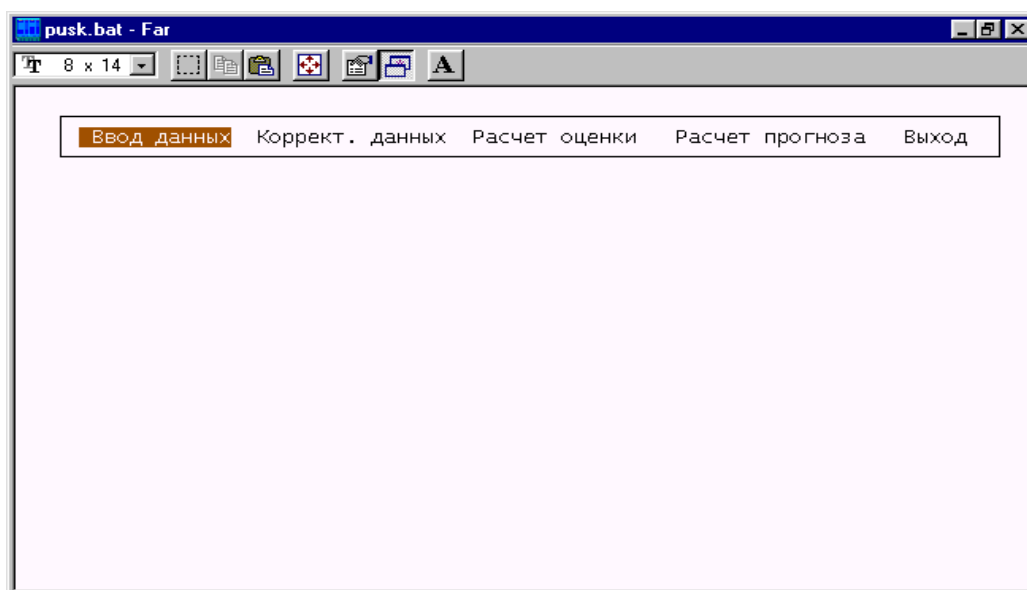 pusk.bat - Far
8 x 14 A
Ввод данных Коррект. данных Расчет оценки Расчет прогноза Выход